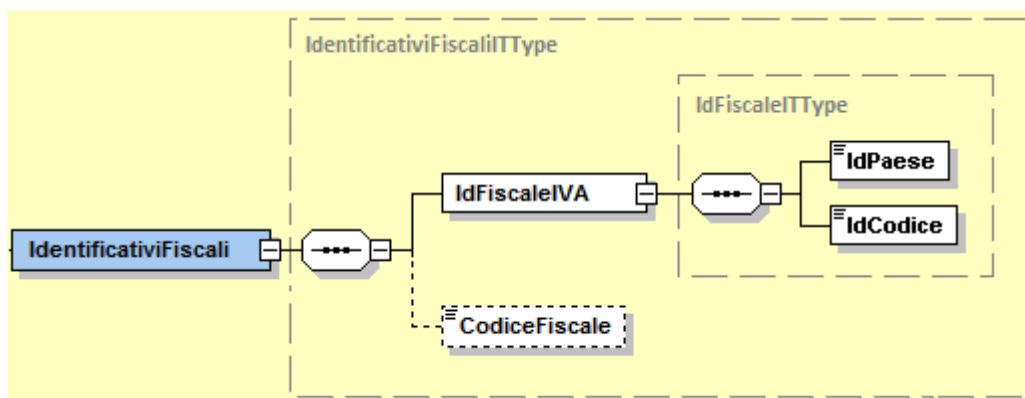 IdentificativiFiscaliITType
IdFiscaleITType
IdPaese
IdFiscaleIVA
IdCodice
IdentificativiFiscali
CodiceFiscale